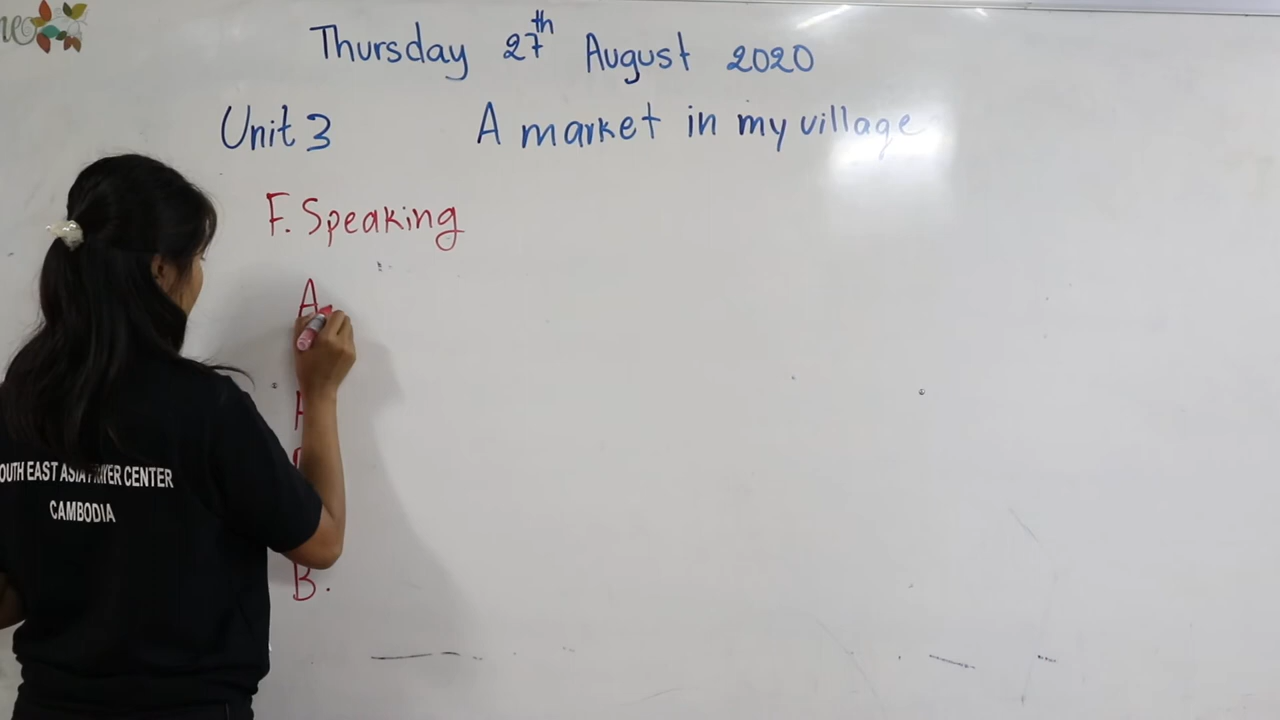 Thursday 27th August 2020
Unit 3 A market in my village
F. Speaking
A
B.
CAMBODIA